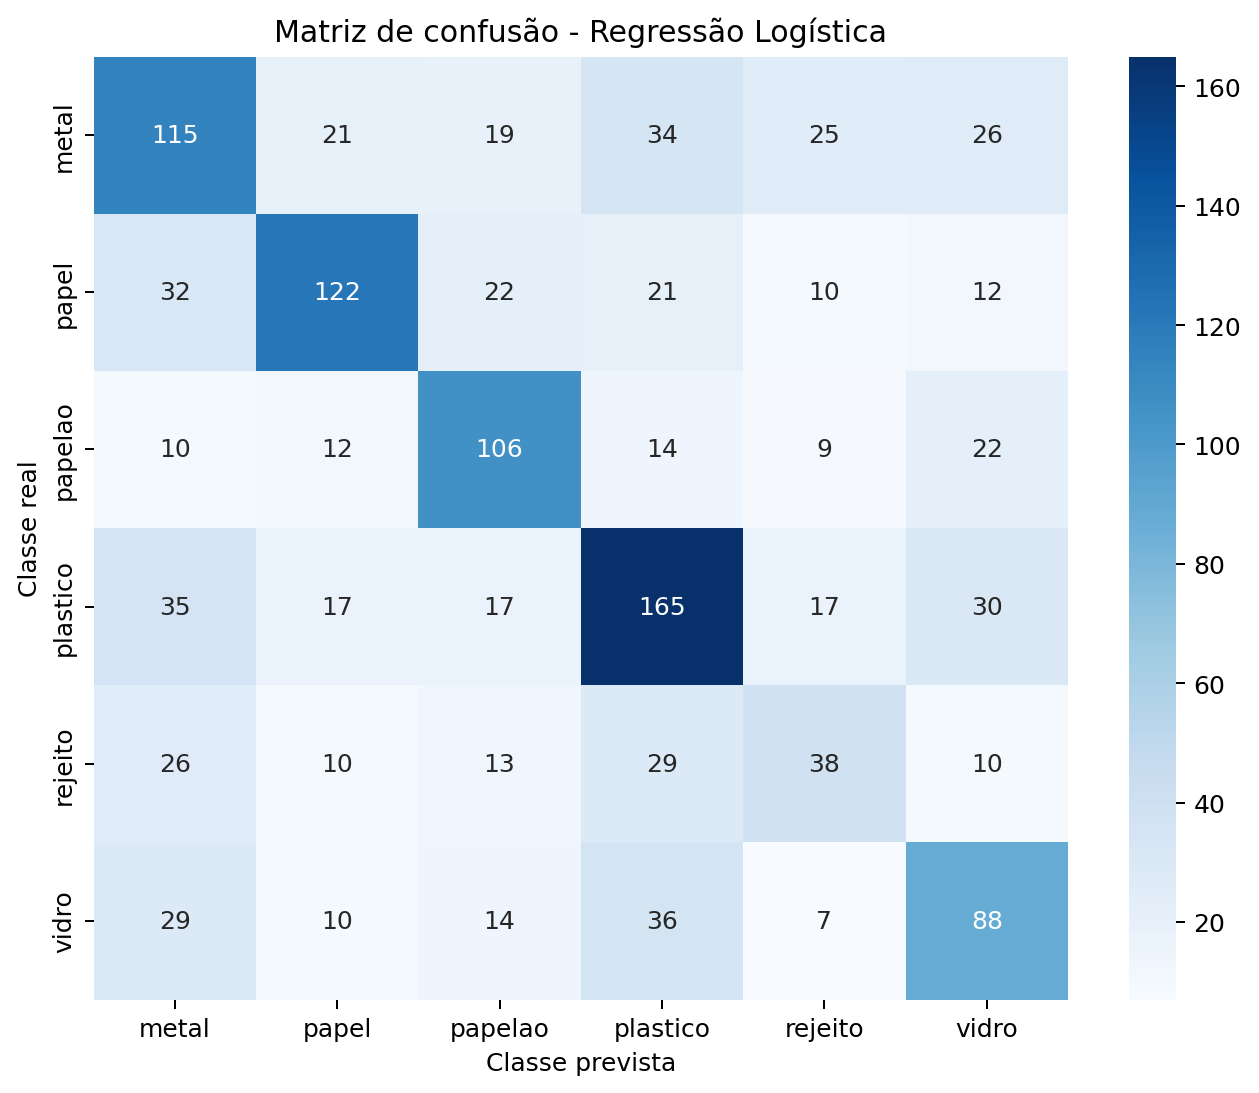 Matriz de confusão - Regressão Logística
metal 115 21 19 34 25 26
papel 32 122 22 21 10 12
papelao 10 12 106 14 9 22
plastico 35 17 17 165 17 30
rejeito 26 10 13 29 38 10
vidro 29 10 14 36 7 88
Classe real
metal papel papelao plastico rejeito vidro
Classe prevista
160
140
120
100
80
60
40
20